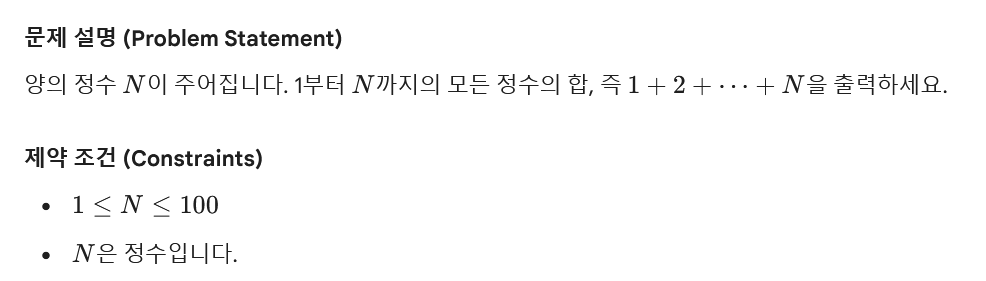 문제 설명 (Problem Statement)
양의 정수 N이 주어집니다. 1부터 N까지의 모든 정수의 합, 즉 1 + 2 + ⋯ + N을 출력하세요.
제약 조건 (Constraints)
• 1 ≤ N ≤ 100
• N은 정수입니다.